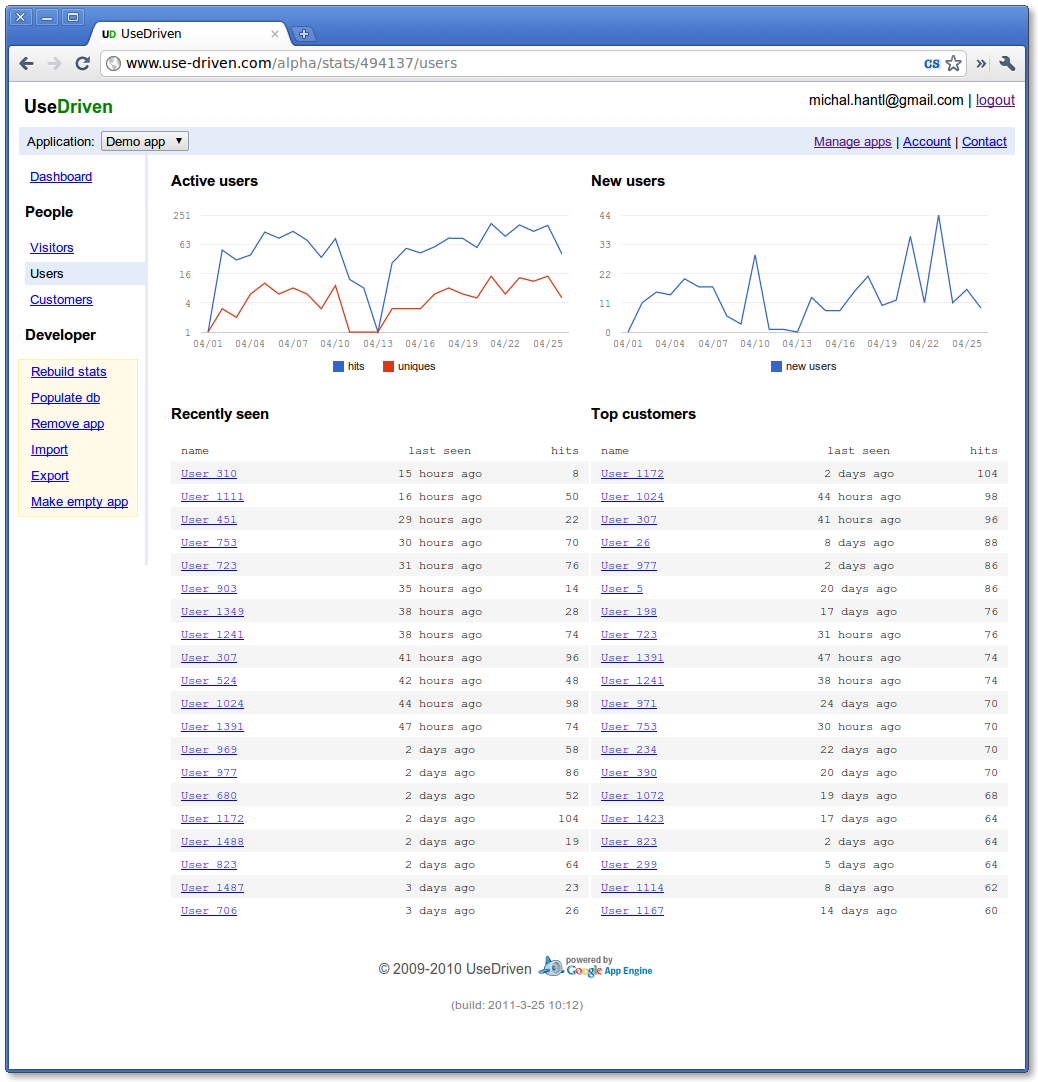 UD UseDriven
www.use-driven.com/alpha/stats/494137/users
CS
»
UseDriven
michal.hantl@gmail.com | logout
Application: Demo app
Manage apps | Account | Contact
Dashboard
People
Visitors
Users
Customers
Developer
Rebuild stats
Populate db
Remove app
Import
Export
Make empty app
Active users
251
63
16
4
1
04/01 04/04 04/07 04/10 04/13 04/16 04/19 04/22 04/25
hits uniques
New users
44
33
22
11
0
04/01 04/04 04/07 04/10 04/13 04/16 04/19 04/22 04/25
new users
Recently seen
name last seen hits
User 310 15 hours ago 8
User 1111 16 hours ago 50
User 451 29 hours ago 22
User 753 30 hours ago 70
User 723 31 hours ago 76
User 903 35 hours ago 14
User 1349 38 hours ago 28
User 1241 38 hours ago 74
User 307 41 hours ago 96
User 524 42 hours ago 48
User 1024 44 hours ago 98
User 1391 47 hours ago 74
User 969 2 days ago 58
User 977 2 days ago 86
User 680 2 days ago 52
User 1172 2 days ago 104
User 1488 2 days ago 19
User 823 2 days ago 64
User 1487 3 days ago 23
User 706 3 days ago 26
Top customers
name last seen hits
User 1172 2 days ago 104
User 1024 44 hours ago 98
User 307 41 hours ago 96
User 26 8 days ago 88
User 977 2 days ago 86
User 5 20 days ago 86
User 198 17 days ago 76
User 723 31 hours ago 76
User 1391 47 hours ago 74
User 1241 38 hours ago 74
User 971 24 days ago 70
User 753 30 hours ago 70
User 234 22 days ago 70
User 390 20 days ago 70
User 1072 19 days ago 68
User 1423 17 days ago 64
User 823 2 days ago 64
User 299 5 days ago 64
User 1114 8 days ago 62
User 1167 14 days ago 60
© 2009-2010 UseDriven
powered by
Google App Engine
(build: 2011-3-25 10:12)